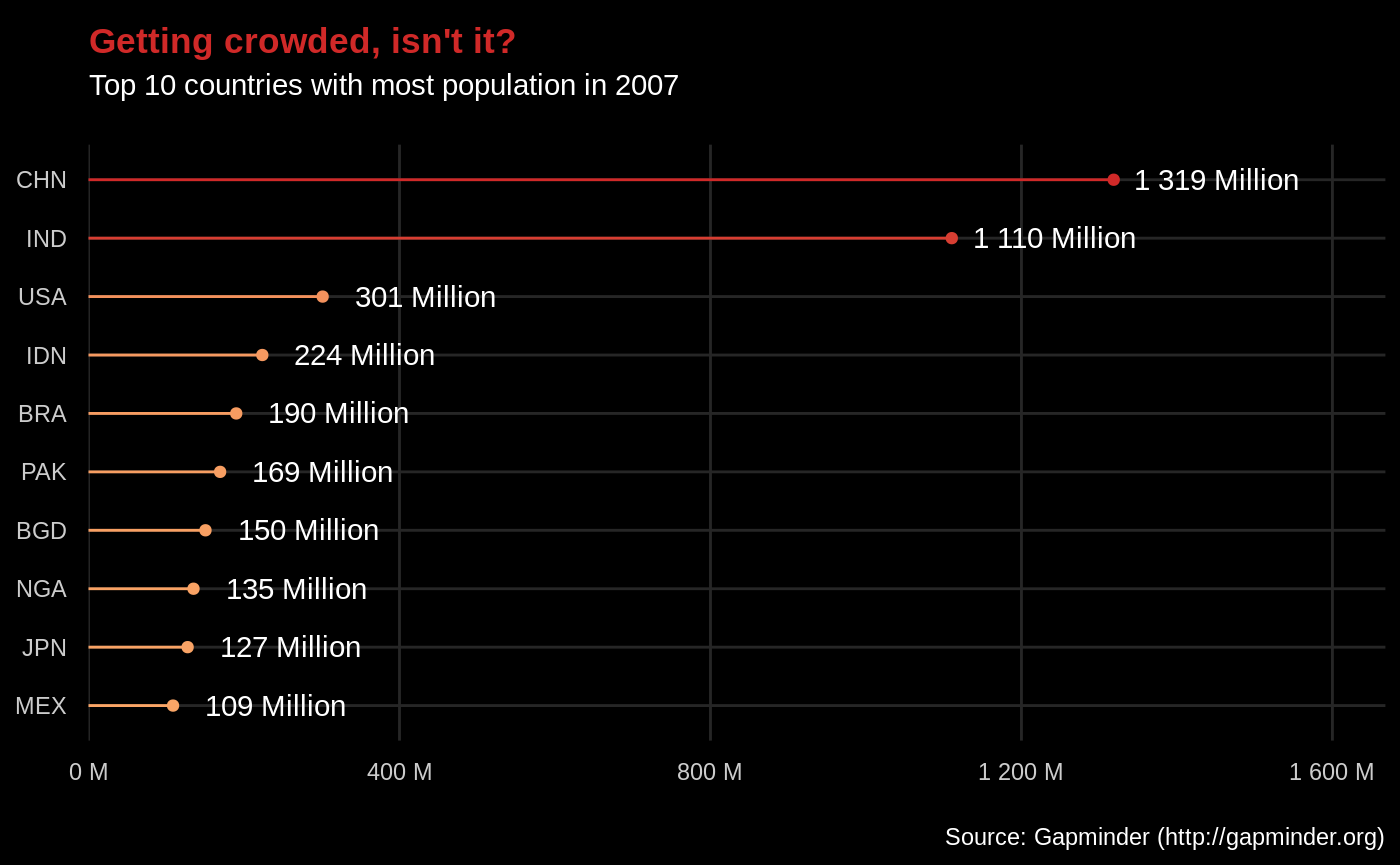 Getting crowded, isn't it?
Top 10 countries with most population in 2007
CHN 1 319 Million
IND 1 110 Million
USA 301 Million
IDN 224 Million
BRA 190 Million
PAK 169 Million
BGD 150 Million
NGA 135 Million
JPN 127 Million
MEX 109 Million
0 M 400 M 800 M 1 200 M 1 600 M
Source: Gapminder (http://gapminder.org)